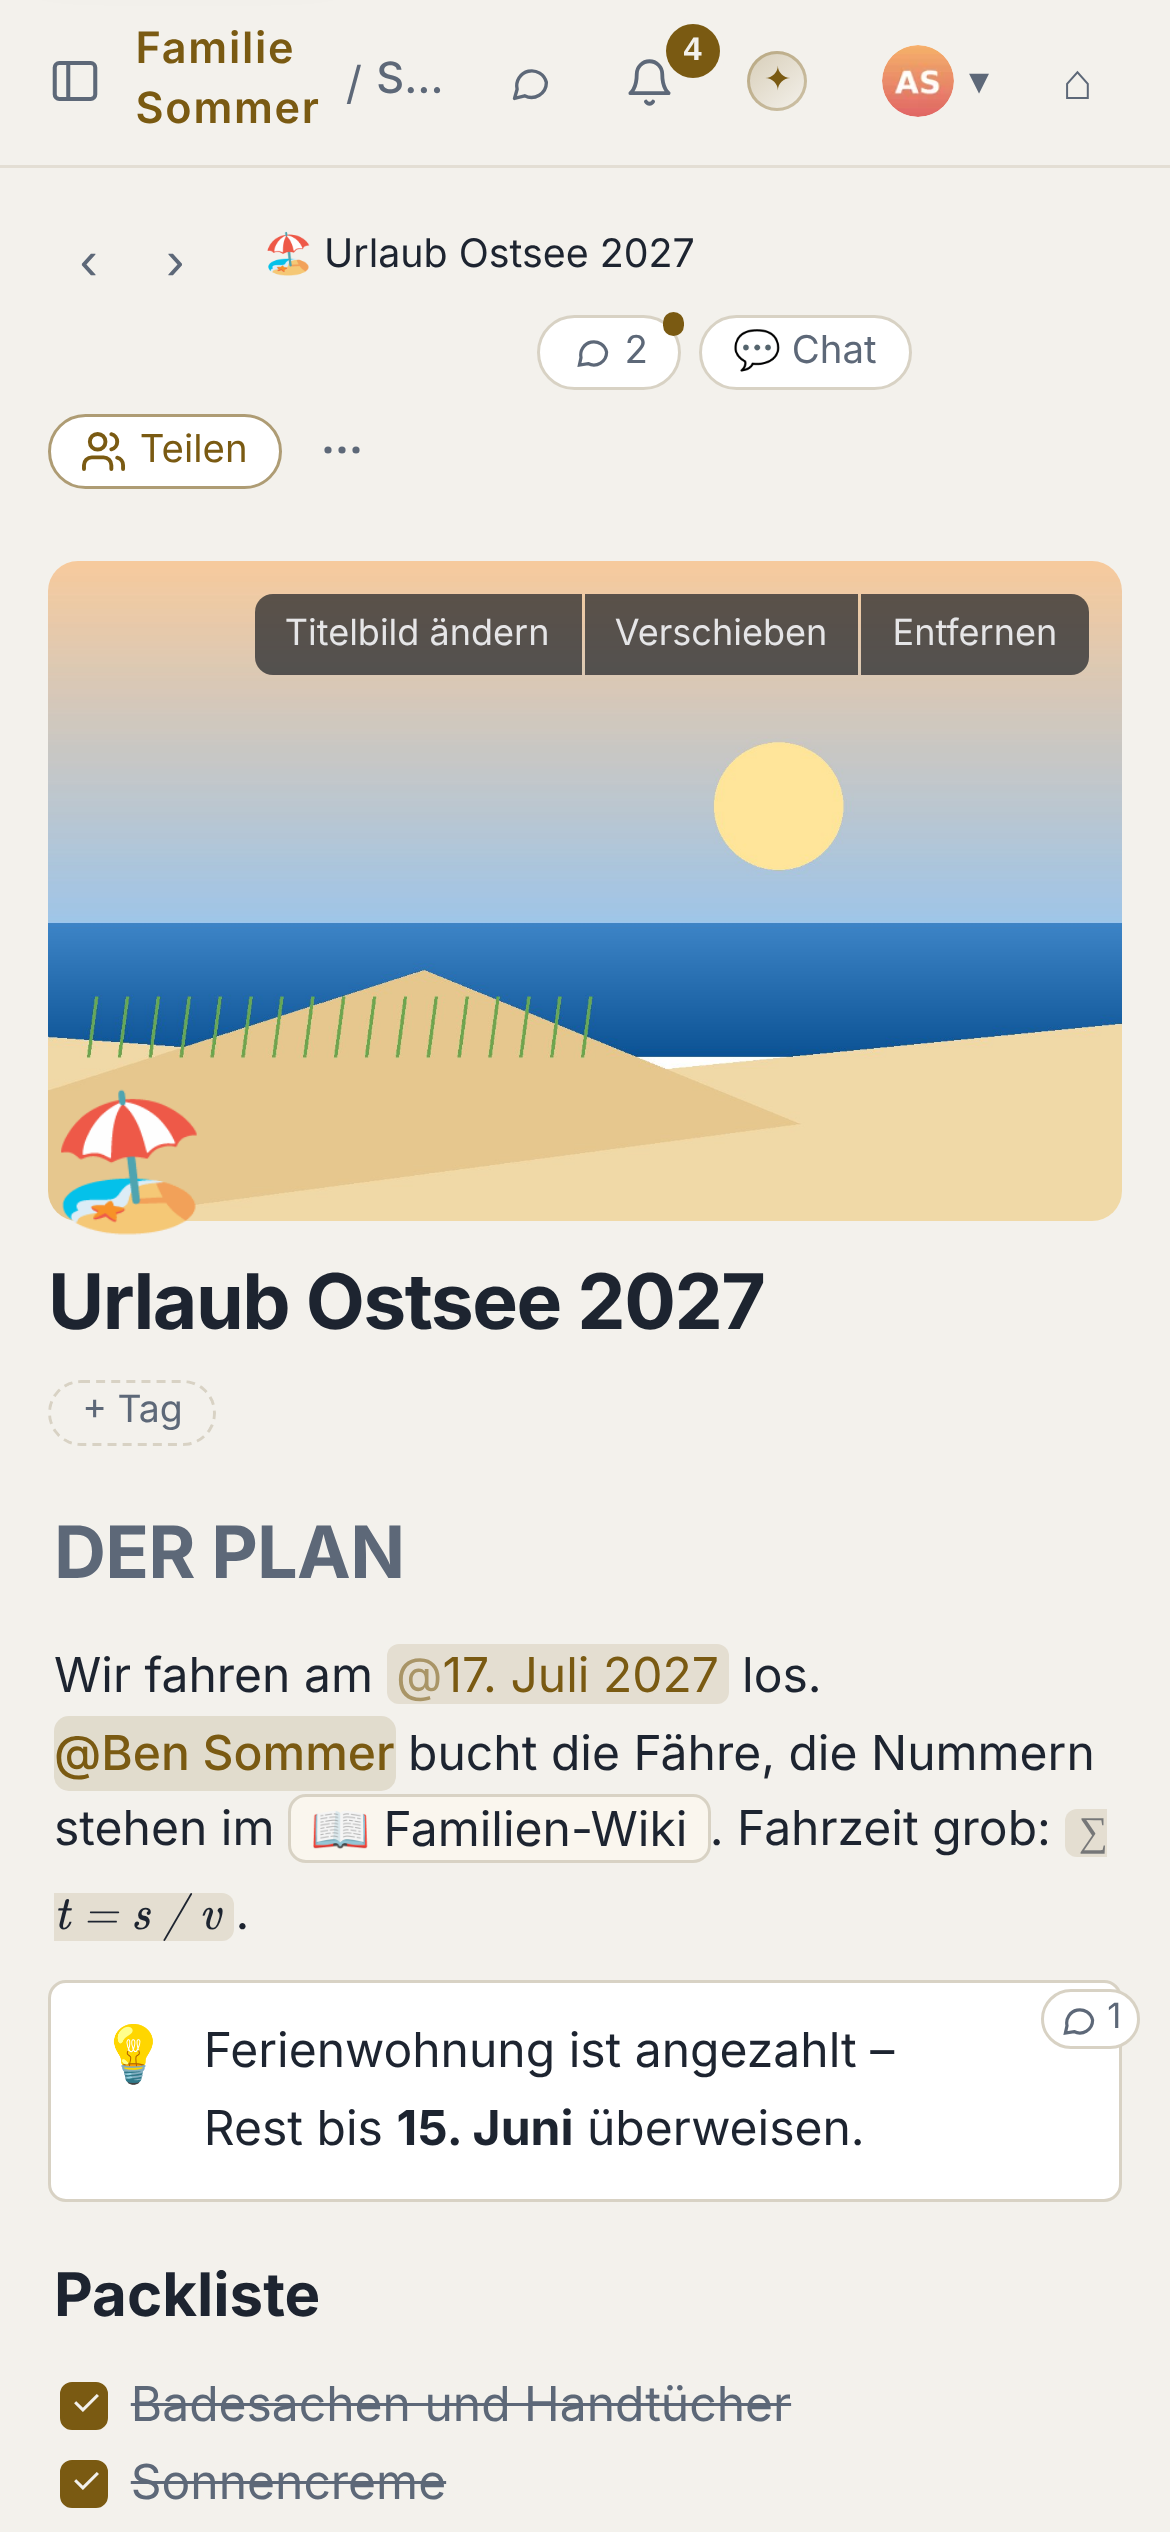 Familie
Sommer
/ S...
4
AS
‹ › 🏖️ Urlaub Ostsee 2027
2
💬 Chat
Teilen
...
Titelbild ändern
Verschieben
Entfernen
Urlaub Ostsee 2027
+ Tag
DER PLAN
Wir fahren am @17. Juli 2027 los.
@Ben Sommer bucht die Fähre, die Nummern
stehen im 📖 Familien-Wiki. Fahrzeit grob: ∑
t = s / v.
1
💡 Ferienwohnung ist angezahlt –
Rest bis 15. Juni überweisen.
Packliste
Badesachen und Handtücher
Sonnencreme